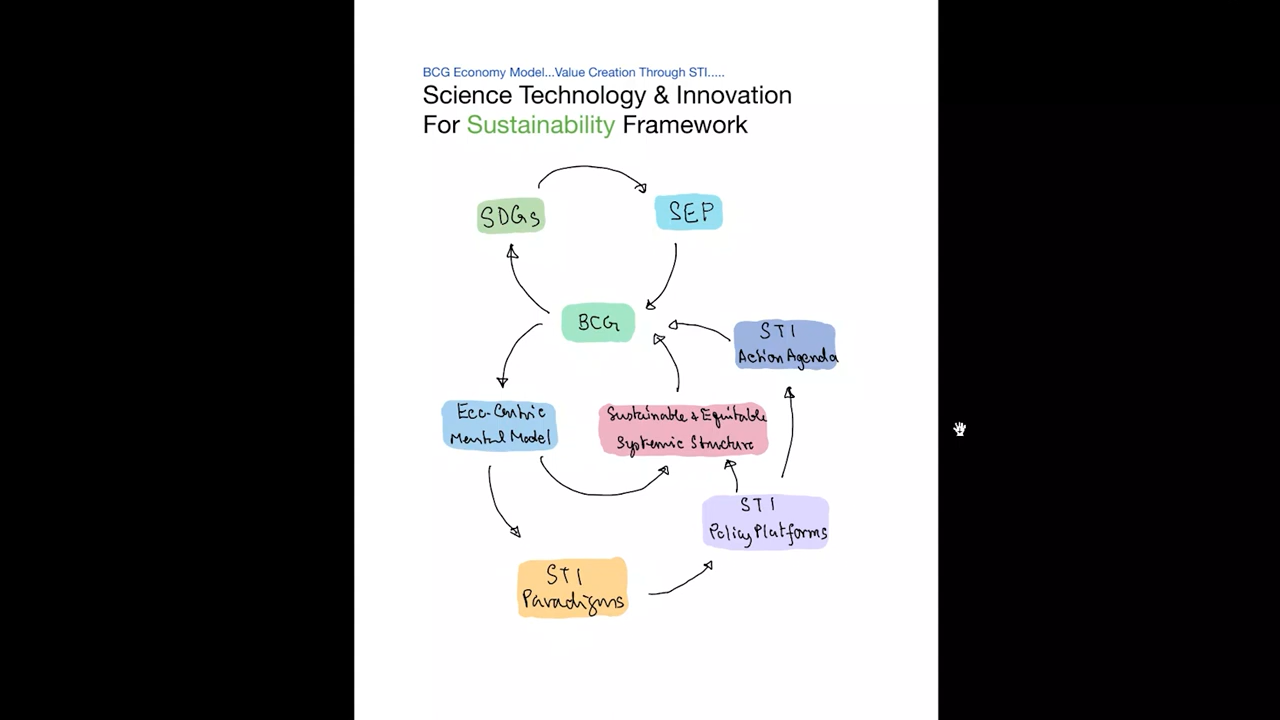 BCG Economy Model...Value Creation Through STI.....
Science Technology & Innovation
For Sustainability Framework
SDGs
SEP
BCG
STI
Action Agenda
Eco-Centric
Mental Model
Sustainable & Equitable
Systemic Structure
STI
Policy Platforms
STI
Paradigms